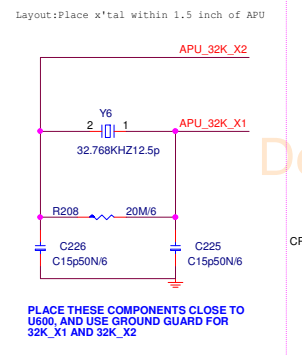 Layout:Place x'tal within 1.5 inch of APU
APU_32K_X2
Y6
2 1
APU_32K_X1
32.768KHZ12.5p
R208 20M/6
C226 C225
C15p50N/6 C15p50N/6
PLACE THESE COMPONENTS CLOSE TO
U600, AND USE GROUND GUARD FOR
32K_X1 AND 32K_X2